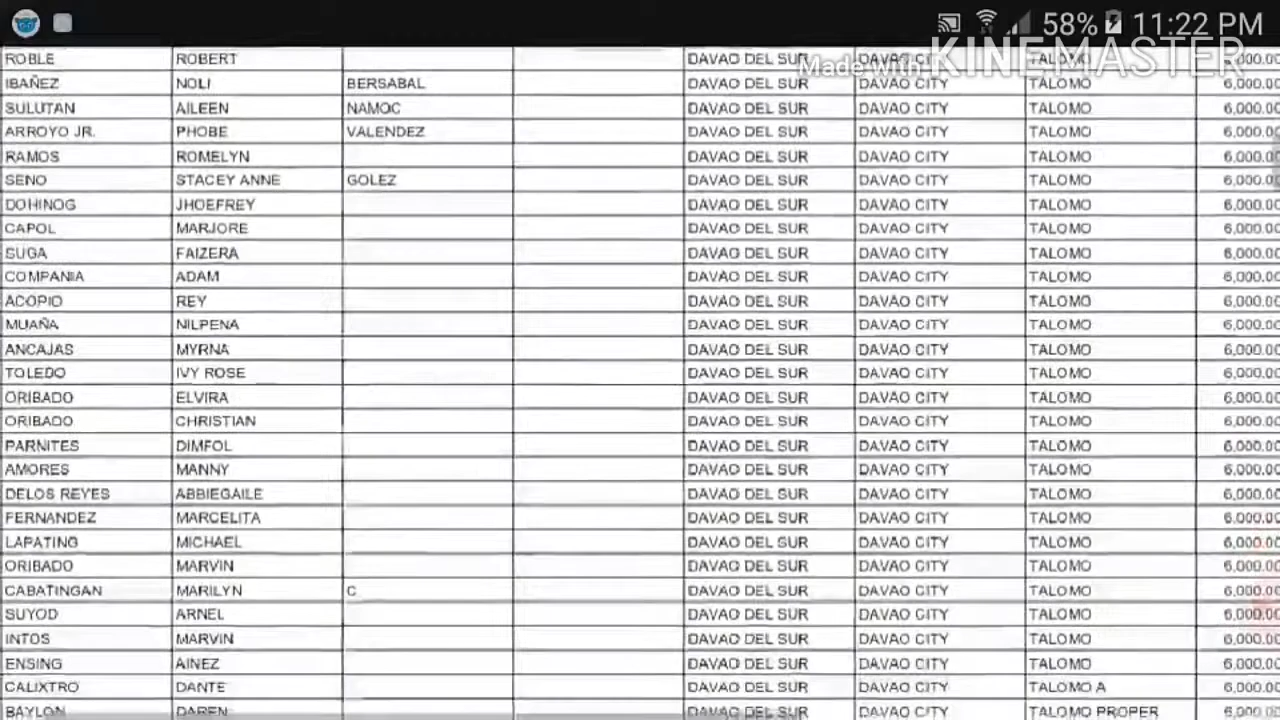 58% 11:22 PM
Made with KINEMASTER
ROBLE ROBERT DAVAO DEL SUR DAVAO CITY TALOMO 6,000.00
IBAÑEZ NOLI BERSABAL DAVAO DEL SUR DAVAO CITY TALOMO 6,000.00
SULUTAN AILEEN NAMOC DAVAO DEL SUR DAVAO CITY TALOMO 6,000.00
ARROYO JR. PHOBE VALENDEZ DAVAO DEL SUR DAVAO CITY TALOMO 6,000.00
RAMOS ROMELYN DAVAO DEL SUR DAVAO CITY TALOMO 6,000.00
SENO STACEY ANNE GOLEZ DAVAO DEL SUR DAVAO CITY TALOMO 6,000.00
DOHINOG JHOEFREY DAVAO DEL SUR DAVAO CITY TALOMO 6,000.00
CAPOL MARJORE DAVAO DEL SUR DAVAO CITY TALOMO 6,000.00
SUGA FAIZERA DAVAO DEL SUR DAVAO CITY TALOMO 6,000.00
COMPANIA ADAM DAVAO DEL SUR DAVAO CITY TALOMO 6,000.00
ACOPIO REY DAVAO DEL SUR DAVAO CITY TALOMO 6,000.00
MUAÑA NILPENA DAVAO DEL SUR DAVAO CITY TALOMO 6,000.00
ANCAJAS MYRNA DAVAO DEL SUR DAVAO CITY TALOMO 6,000.00
TOLEDO IVY ROSE DAVAO DEL SUR DAVAO CITY TALOMO 6,000.00
ORIBADO ELVIRA DAVAO DEL SUR DAVAO CITY TALOMO 6,000.00
ORIBADO CHRISTIAN DAVAO DEL SUR DAVAO CITY TALOMO 6,000.00
PARNITES DIMFOL DAVAO DEL SUR DAVAO CITY TALOMO 6,000.00
AMORES MANNY DAVAO DEL SUR DAVAO CITY TALOMO 6,000.00
DELOS REYES ABBIEGAILE DAVAO DEL SUR DAVAO CITY TALOMO 6,000.00
FERNANDEZ MARCELITA DAVAO DEL SUR DAVAO CITY TALOMO 6,000.00
LAPATING MICHAEL DAVAO DEL SUR DAVAO CITY TALOMO 6,000.00
ORIBADO MARVIN DAVAO DEL SUR DAVAO CITY TALOMO 6,000.00
CABATINGAN MARILYN C DAVAO DEL SUR DAVAO CITY TALOMO 6,000.00
SUYOD ARNEL DAVAO DEL SUR DAVAO CITY TALOMO 6,000.00
INTOS MARVIN DAVAO DEL SUR DAVAO CITY TALOMO 6,000.00
ENSING AINEZ DAVAO DEL SUR DAVAO CITY TALOMO 6,000.00
CALIXTRO DANTE DAVAO DEL SUR DAVAO CITY TALOMO A 6,000.00
BAYLON DAREN DAVAO DEL SUR DAVAO CITY TALOMO PROPER 6,000.00